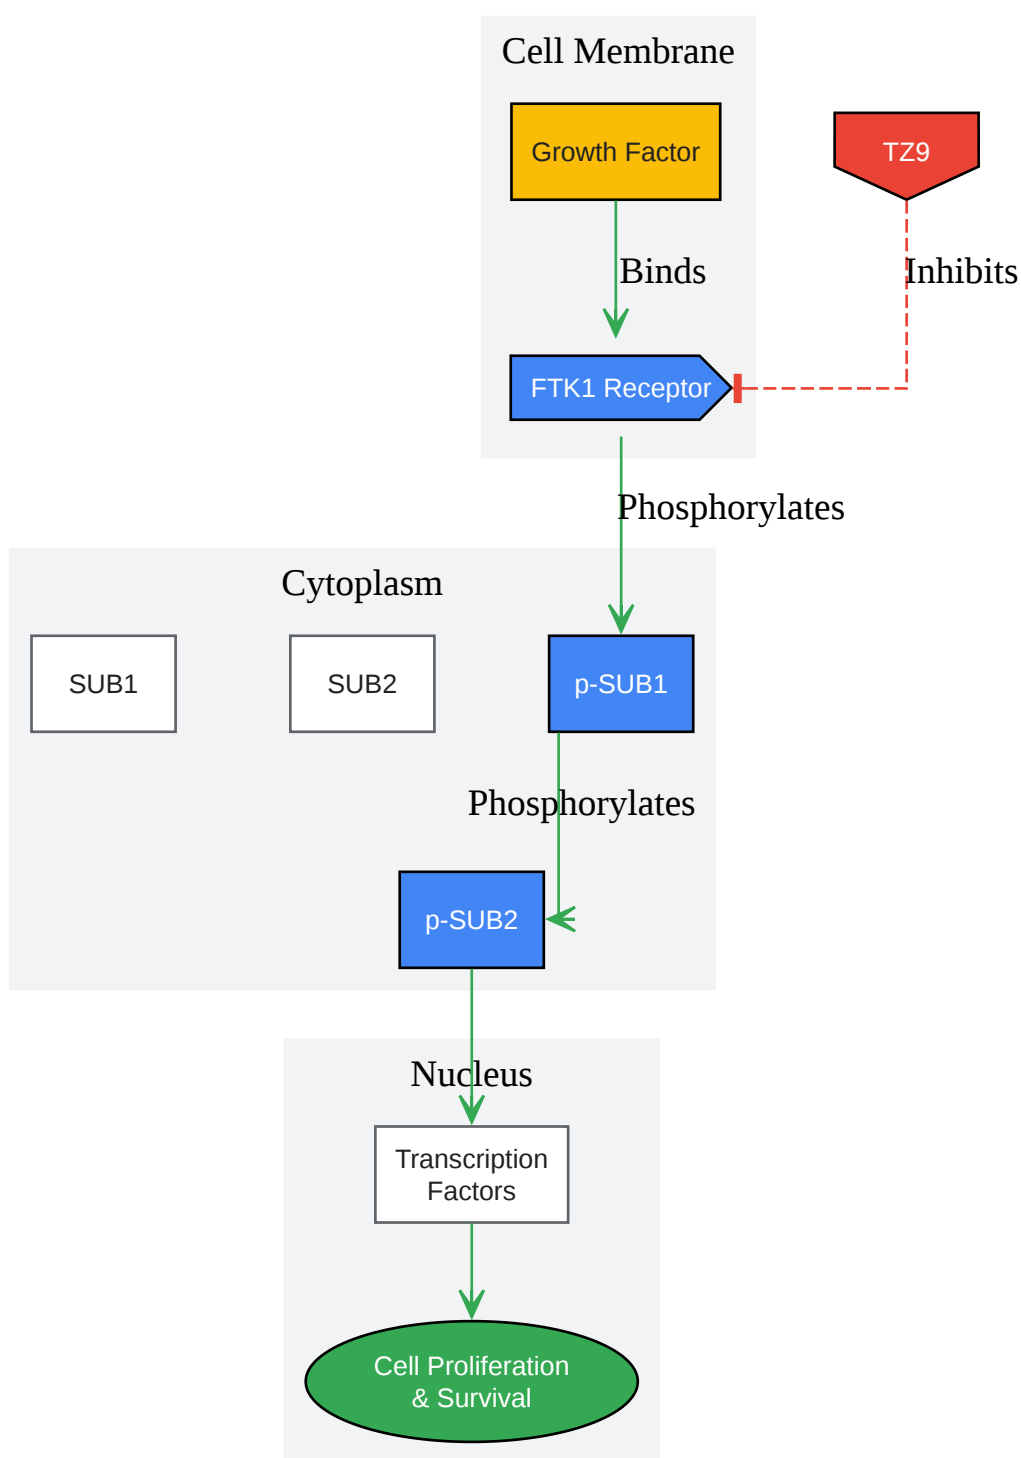 Cell Membrane
Growth Factor
TZ9
Binds
Inhibits
FTK1 Receptor
Phosphorylates
Cytoplasm
SUB1
SUB2
p-SUB1
Phosphorylates
p-SUB2
Nucleus
Transcription
Factors
Cell Proliferation
& Survival